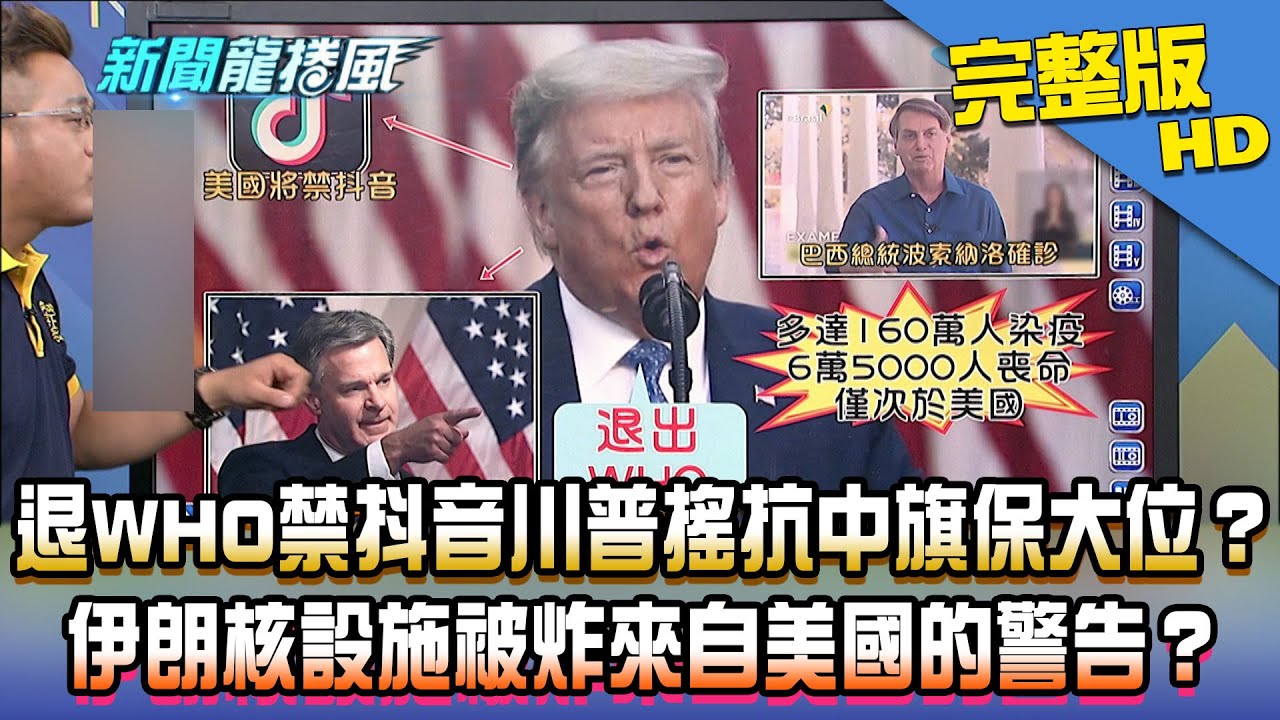 新聞龍捲風
完整版
HD
美國將禁抖音
Brasil
EXAME
巴西總統波索納洛確診
多達160萬人染疫
6萬5000人喪命
僅次於美國
退出
WHO
退WHO禁抖音川普搖抗中旗保大位？
伊朗核設施被炸來自美國的警告？